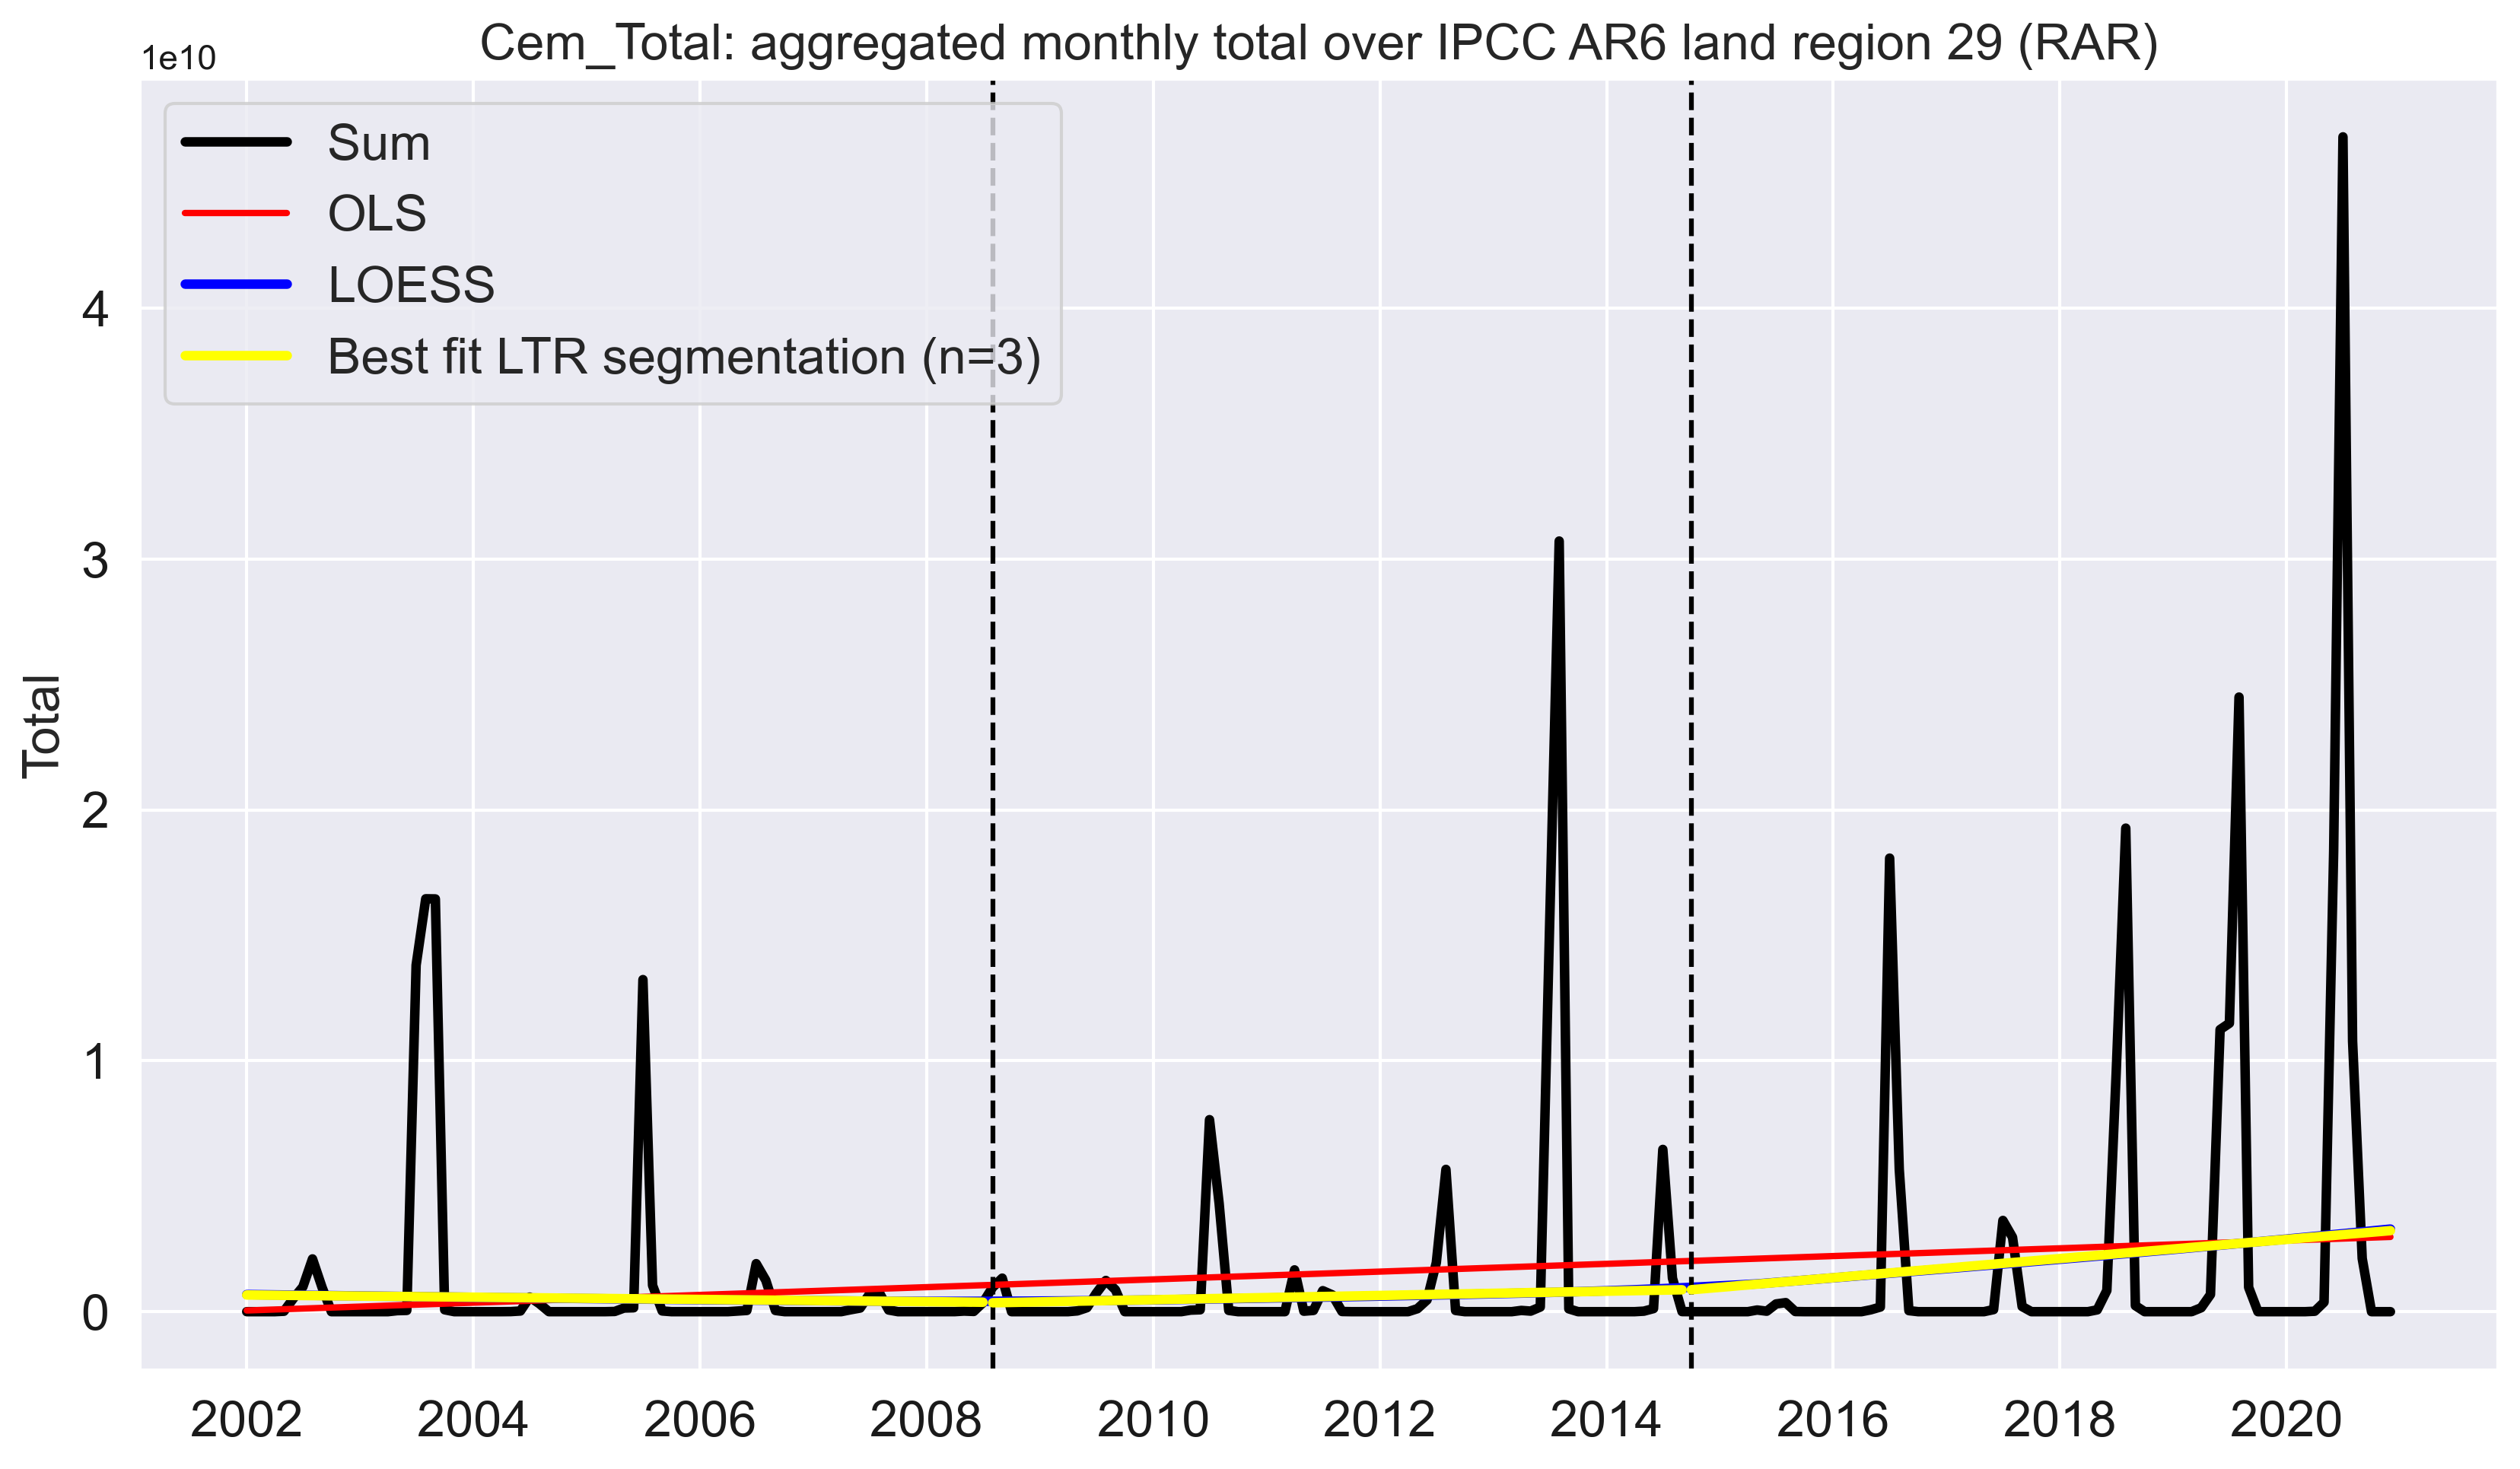 Cem_Total: aggregated monthly total over IPCC AR6 land region 29 (RAR)
1e10
Sum
OLS
LOESS
Best fit LTR segmentation (n=3)
Total
4
3
2
1
0
2002 2004 2006 2008 2010 2012 2014 2016 2018 2020